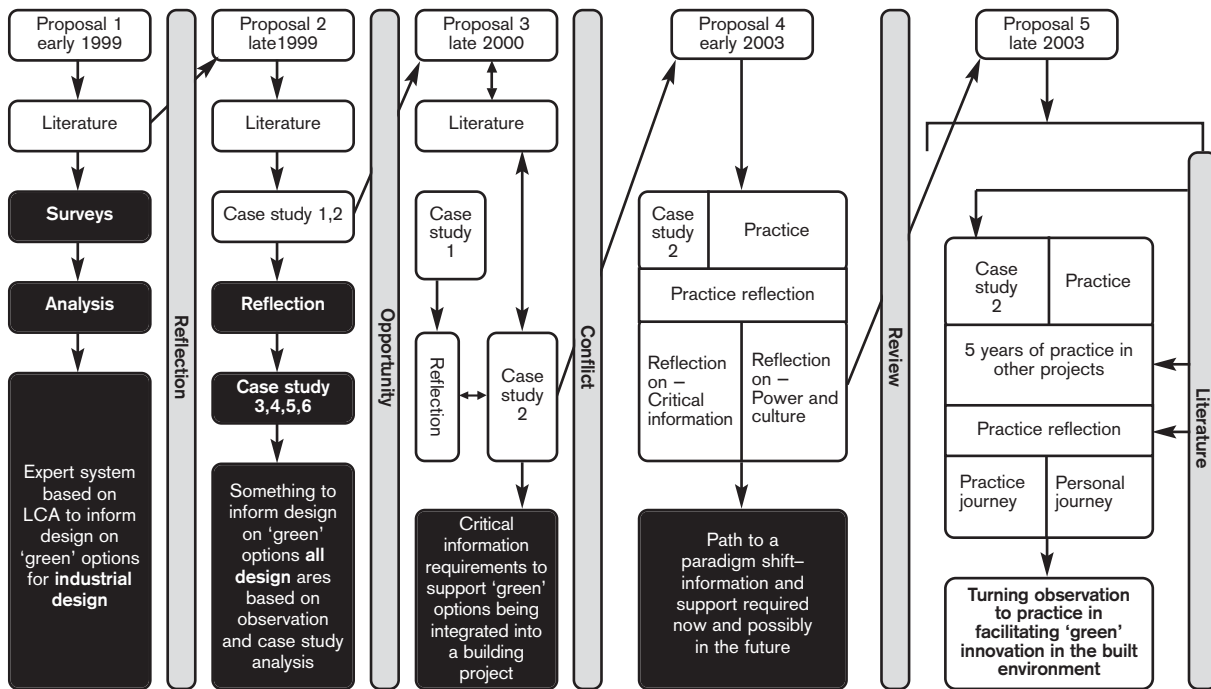 Proposal 1
early 1999
Literature
Surveys
Analysis
Expert system
based on
LCA to inform
design on
‘green’ options
for industrial
design
Reflection
Proposal 2
late1999
Literature
Case study 1,2
Reflection
Case study
3,4,5,6
Something to
inform design
on ‘green’
options all
design ares
based on
observation
and case study
analysis
Opportunity
Proposal 3
late 2000
Literature
Case
study
1
Reflection
Case
study
2
Critical
information
requirements to
support ‘green’
options being
integrated into
a building
project
Conflict
Proposal 4
early 2003
Case
study
2
Practice
Practice reflection
Reflection
on –
Critical
information
Reflection
on –
Power and
culture
Path to a
paradigm shift–
information and
support required
now and possibly
in the future
Review
Proposal 5
late 2003
Case
study
2
Practice
5 years of practice in
other projects
Practice reflection
Practice
journey
Personal
journey
Turning observation
to practice in
facilitating ‘green’
innovation in the built
environment
Literature